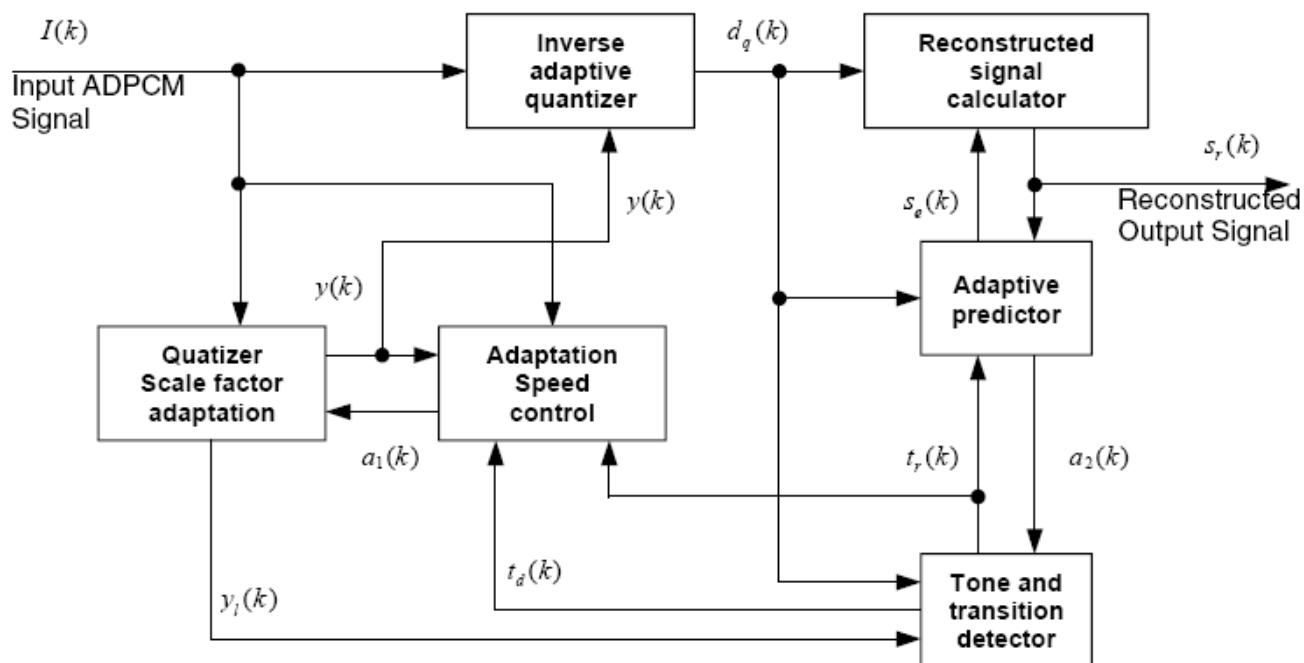 I(k)
Input ADPCM
Signal
Inverse
adaptive
quantizer
d_q(k)
Reconstructed
signal
calculator
s_r(k)
Reconstructed
Output Signal
y(k)
s_e(k)
y(k)
Adaptive
predictor
Quatizer
Scale factor
adaptation
Adaptation
Speed
control
a_1(k)
t_r(k)
a_2(k)
t_d(k)
y_l(k)
Tone and
transition
detector